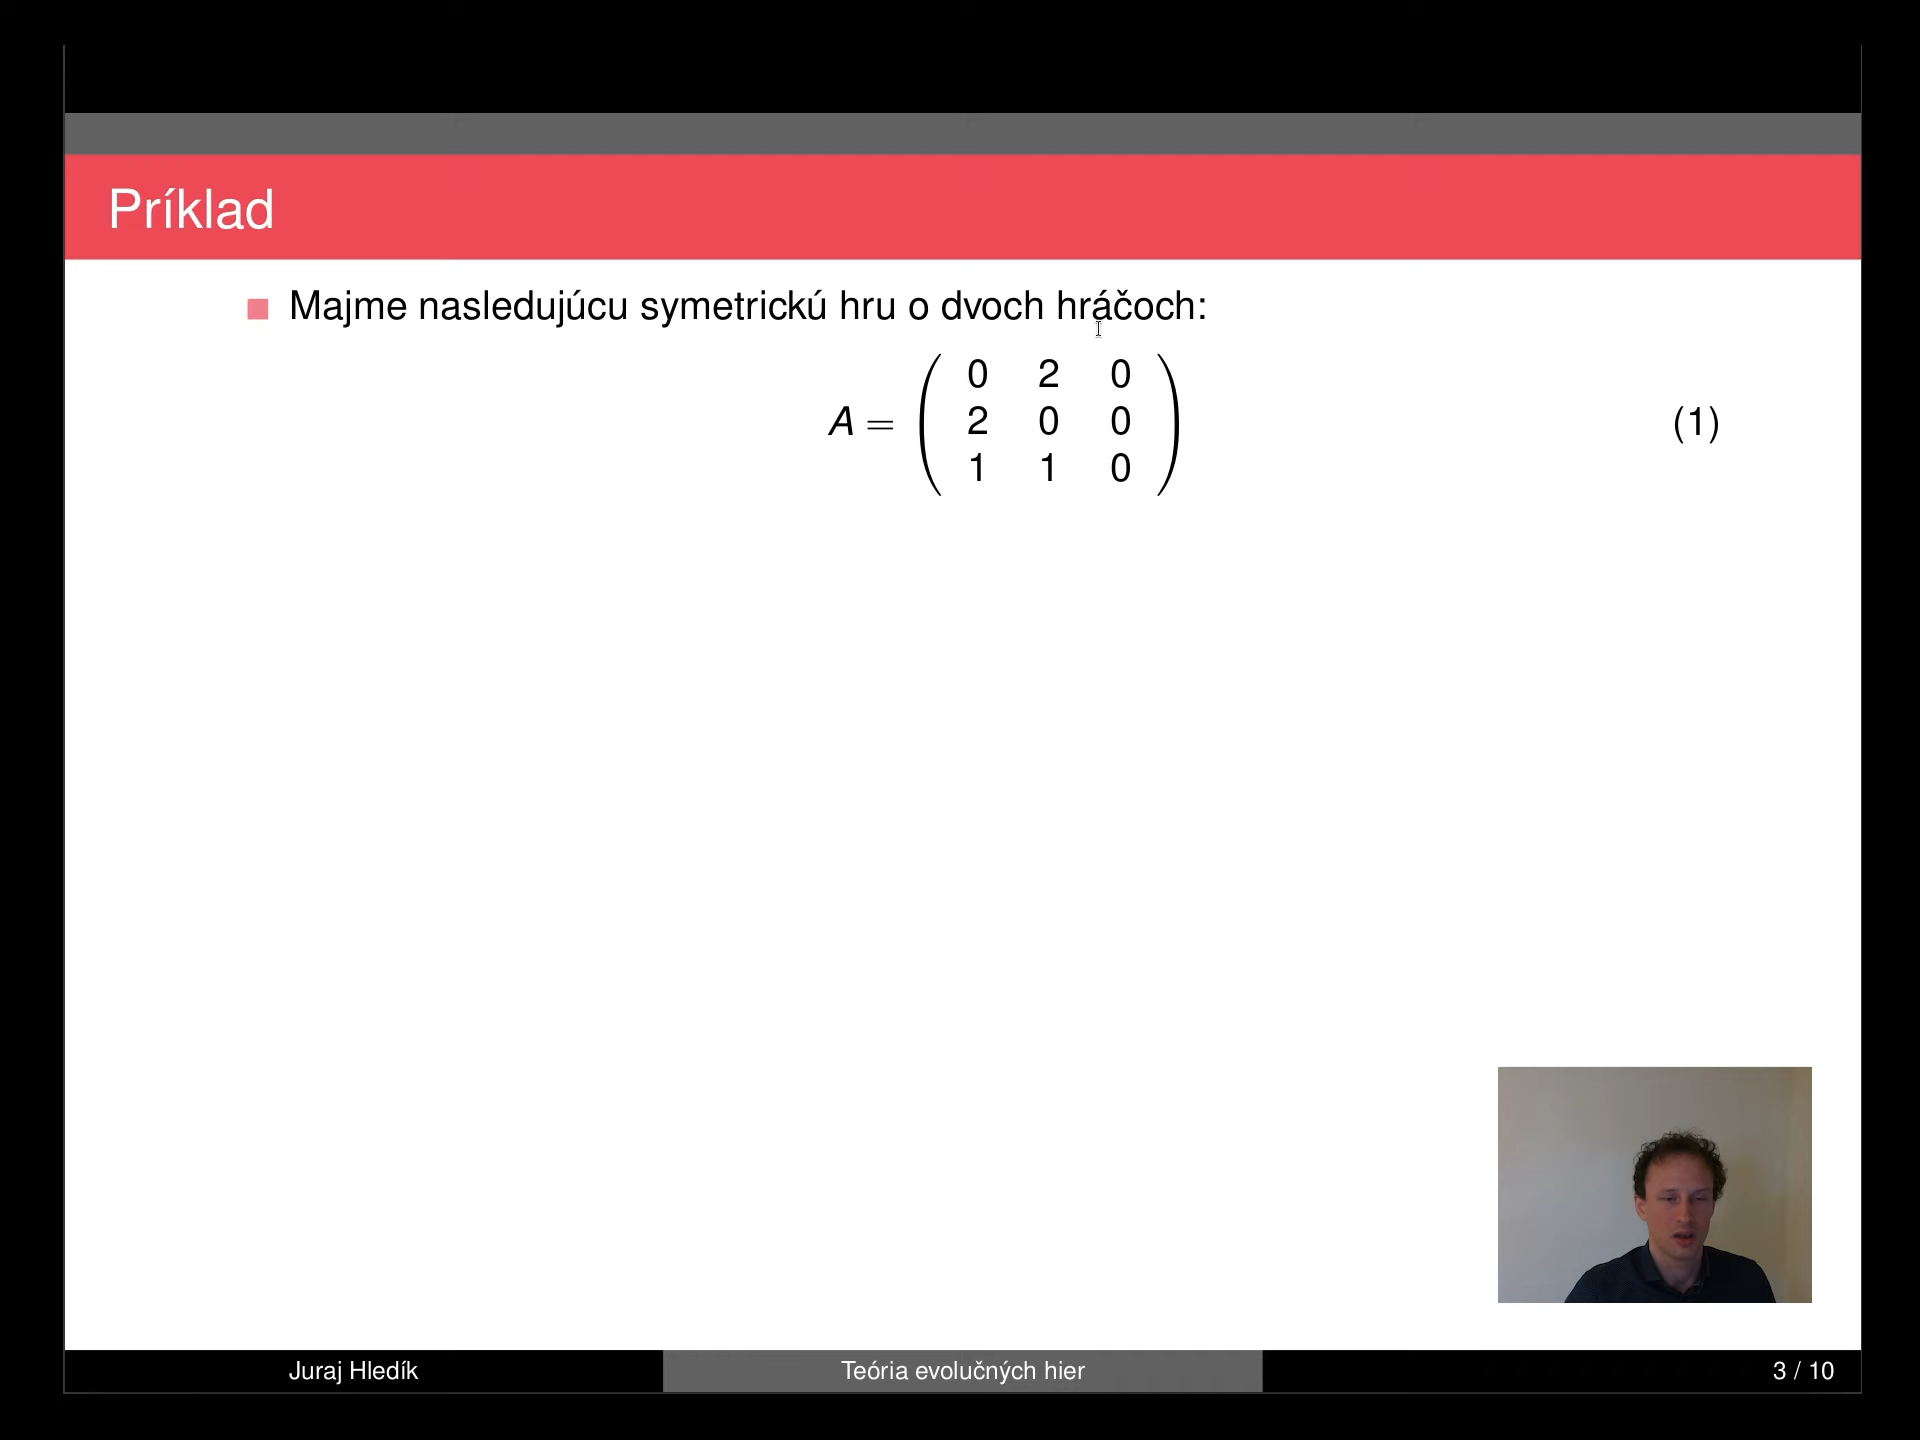 Príklad
Majme nasledujúcu symetrickú hru o dvoch hráčoch:
0 2 0
A = 2 0 0 (1)
1 1 0
Juraj Hledík Teória evolučných hier 3 / 10